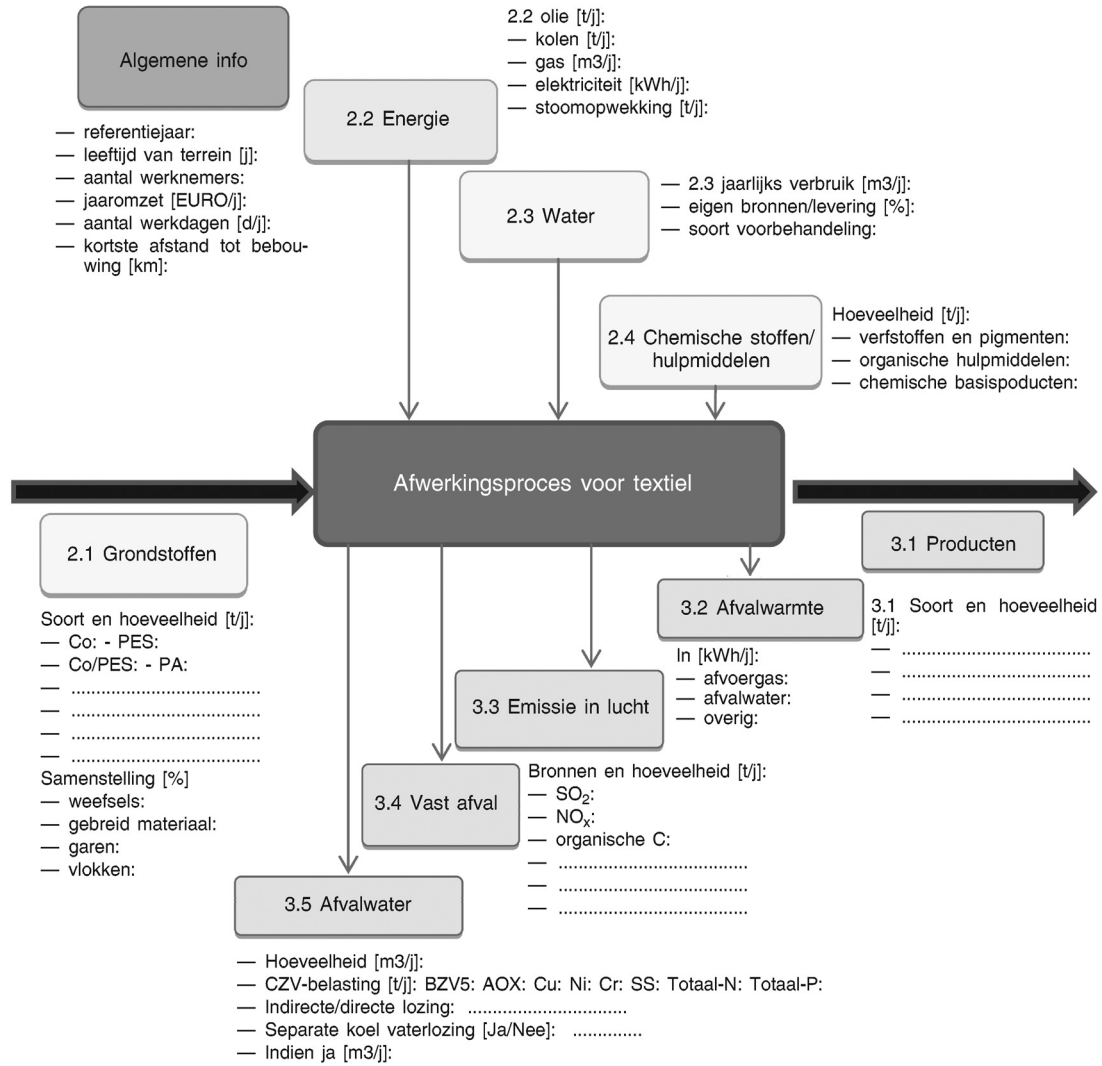 Algemene info
— referentiejaar:
— leeftijd van terrein [j]:
— aantal werknemers:
— jaaromzet [EURO/j]:
— aantal werkdagen [d/j]:
— kortste afstand tot bebou-
wing [km]:
2.2 Energie
2.2 olie [t/j]:
— kolen [t/j]:
— gas [m3/j]:
— elektriciteit [kWh/j]:
— stoomopwekking [t/j]:
2.3 Water
— 2.3 jaarlijks verbruik [m3/j]:
— eigen bronnen/levering [%]:
— soort voorbehandeling:
2.4 Chemische stoffen/
hulpmiddelen
Hoeveelheid [t/j]:
— verfstoffen en pigmenten:
— organische hulpmiddelen:
— chemische basispoducten:
Afwerkingsproces voor textiel
2.1 Grondstoffen
Soort en hoeveelheid [t/j]:
— Co: - PES:
— Co/PES: - PA:
— ......................................
— ......................................
— ......................................
— ......................................
Samenstelling [%]
— weefsels:
— gebreid materiaal:
— garen:
— vlokken:
3.1 Producten
3.1 Soort en hoeveelheid
[t/j]:
— ......................................
— ......................................
— ......................................
— ......................................
3.2 Afvalwarmte
In [kWh/j]:
— afvoergas:
— afvalwater:
— overig:
3.3 Emissie in lucht
Bronnen en hoeveelheid [t/j]:
— SO2:
— NOx:
— organische C:
— ......................................
— ......................................
— ......................................
3.4 Vast afval
3.5 Afvalwater
— Hoeveelheid [m3/j]:
— CZV-belasting [t/j]: BZV5: AOX: Cu: Ni: Cr: SS: Totaal-N: Totaal-P:
— Indirecte/directe lozing: ................................
— Separate koel vaterlozing [Ja/Nee]: ..............
— Indien ja [m3/j]: